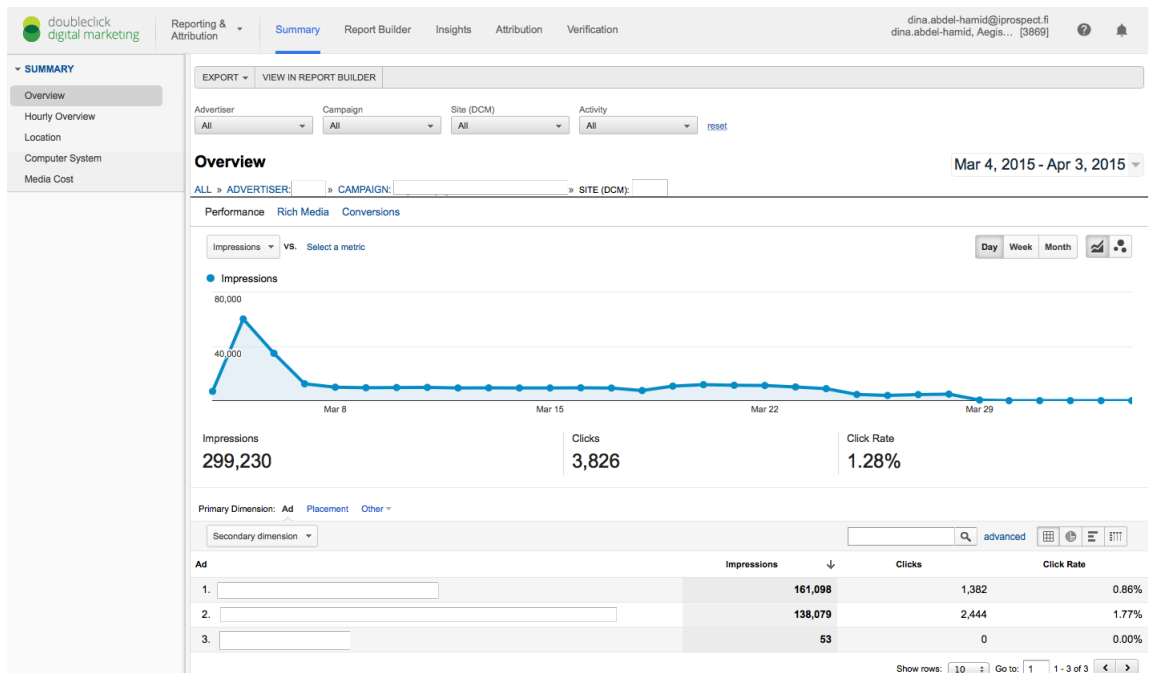 doubleclick
digital marketing
Reporting &
Attribution
Summary Report Builder Insights Attribution Verification
dina.abdel-hamid@iprospect.fi
dina.abdel-hamid, Aegis... [3869]
SUMMARY
Overview
Hourly Overview
Location
Computer System
Media Cost
EXPORT VIEW IN REPORT BUILDER
Advertiser Campaign Site (DCM) Activity
All All All All reset
Overview
Mar 4, 2015 - Apr 3, 2015
ALL » ADVERTISER: » CAMPAIGN: » SITE (DCM):
Performance Rich Media Conversions
Impressions VS. Select a metric
Day Week Month
Impressions
80,000
40,000
Mar 8 Mar 15 Mar 22 Mar 29
Impressions Clicks Click Rate
299,230 3,826 1.28%
Primary Dimension: Ad Placement Other
Secondary dimension advanced
Ad Impressions Clicks Click Rate
1. 161,098 1,382 0.86%
2. 138,079 2,444 1.77%
3. 53 0 0.00%
Show rows: 10 Go to: 1 1 - 3 of 3